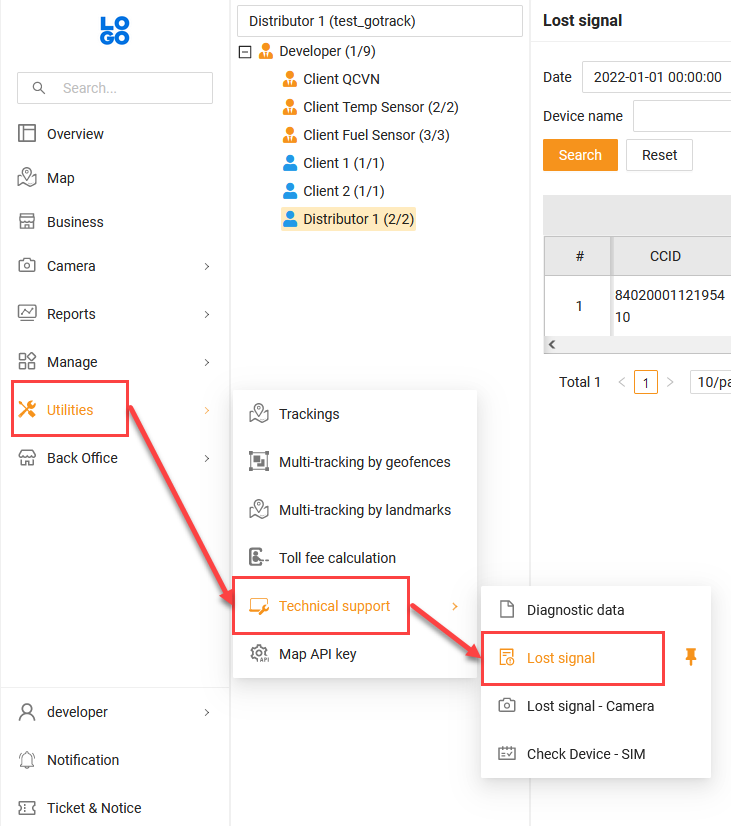 LO
GO
Search...
Overview
Map
Business
Camera
Reports
Manage
Utilities
Back Office
developer
Notification
Ticket & Notice
Distributor 1 (test_gotrack)
Developer (1/9)
Client QCVN
Client Temp Sensor (2/2)
Client Fuel Sensor (3/3)
Client 1 (1/1)
Client 2 (1/1)
Distributor 1 (2/2)
Trackings
Multi-tracking by geofences
Multi-tracking by landmarks
Toll fee calculation
Technical support
API
Map API key
Diagnostic data
Lost signal
Lost signal - Camera
Check Device - SIM
Lost signal
Date 2022-01-01 00:00:00
Device name
Search Reset
# CCID
1 84020001121954
10
Total 1 < 1 > 10/pa